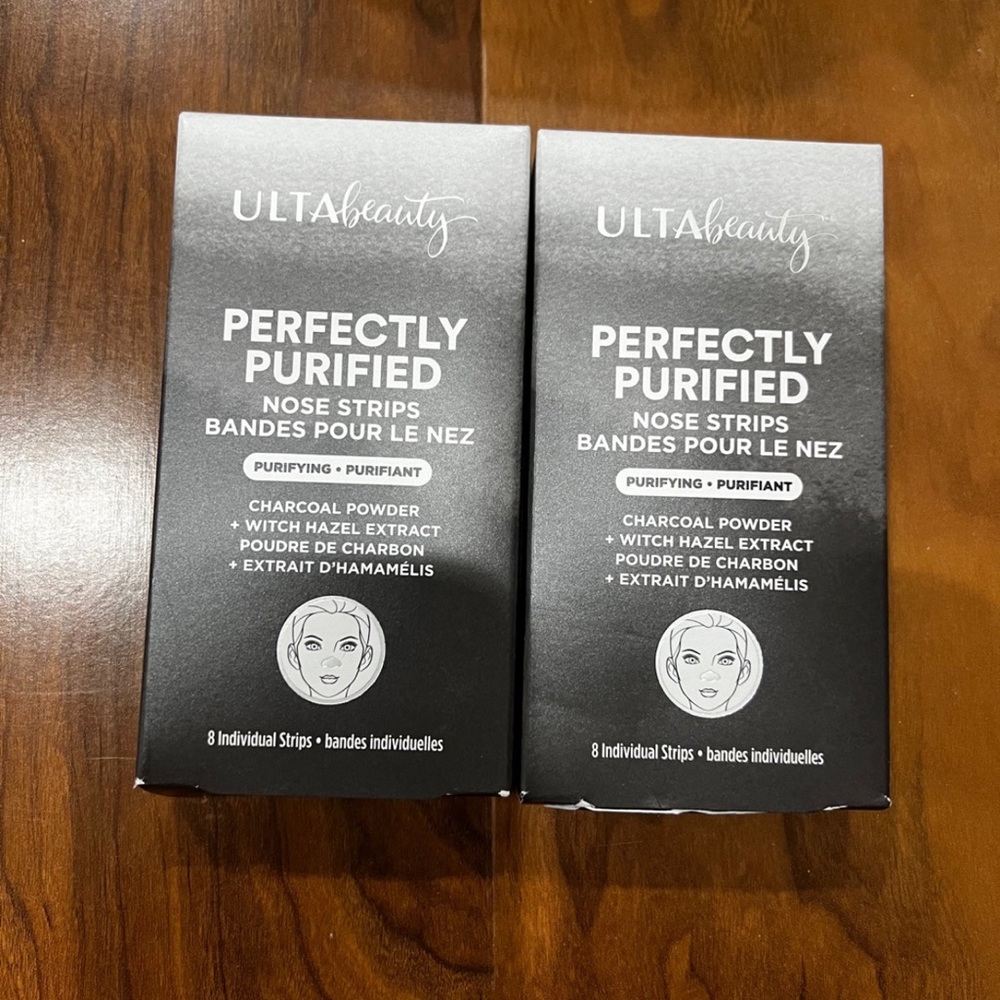 ULTAbeauty
PERFECTLY
PURIFIED
NOSE STRIPS
BANDES POUR LE NEZ
PURIFYING • PURIFIANT
CHARCOAL POWDER
+ WITCH HAZEL EXTRACT
POUDRE DE CHARBON
+ EXTRAIT D’HAMAMÉLIS
8 Individual Strips • bandes individuelles
ULTAbeauty
PERFECTLY
PURIFIED
NOSE STRIPS
BANDES POUR LE NEZ
PURIFYING • PURIFIANT
CHARCOAL POWDER
+ WITCH HAZEL EXTRACT
POUDRE DE CHARBON
+ EXTRAIT D’HAMAMÉLIS
8 Individual Strips • bandes individuelles